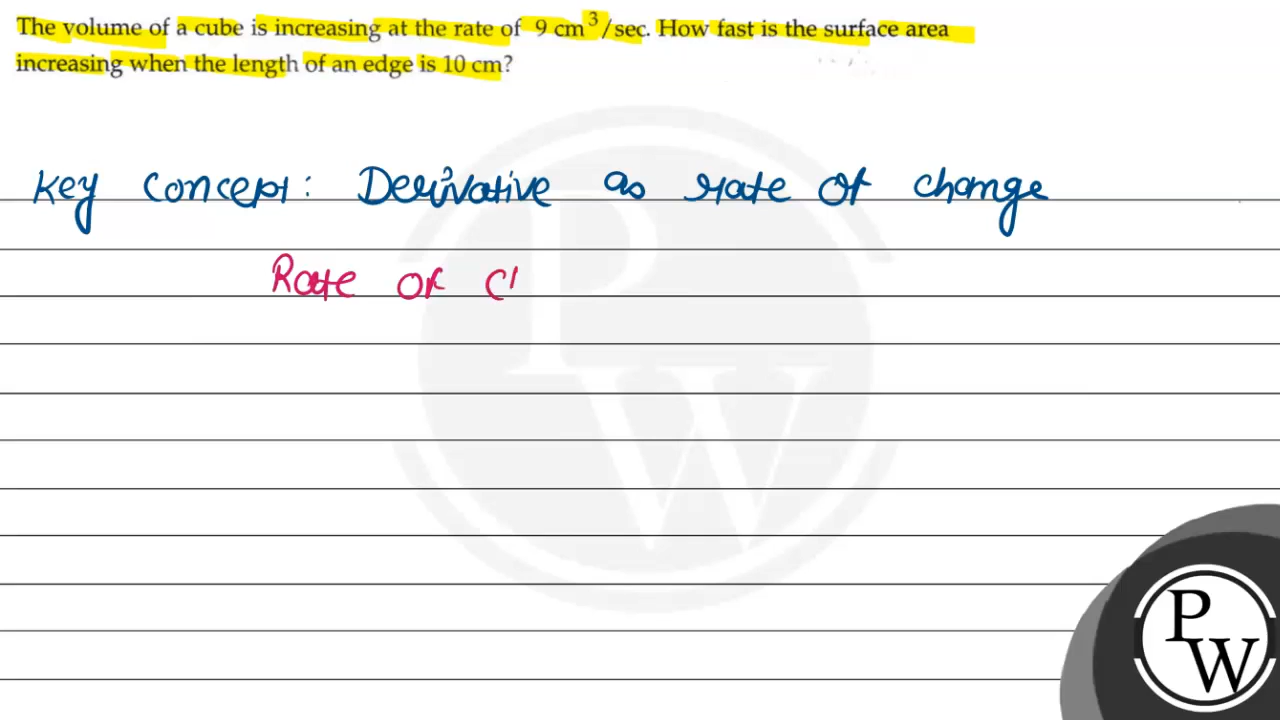 The volume of a cube is increasing at the rate of 9 cm³/sec. How fast is the surface area
increasing when the length of an edge is 10 cm?
Key Concept: Derivative as rate of change
Rate of C
PW
PW